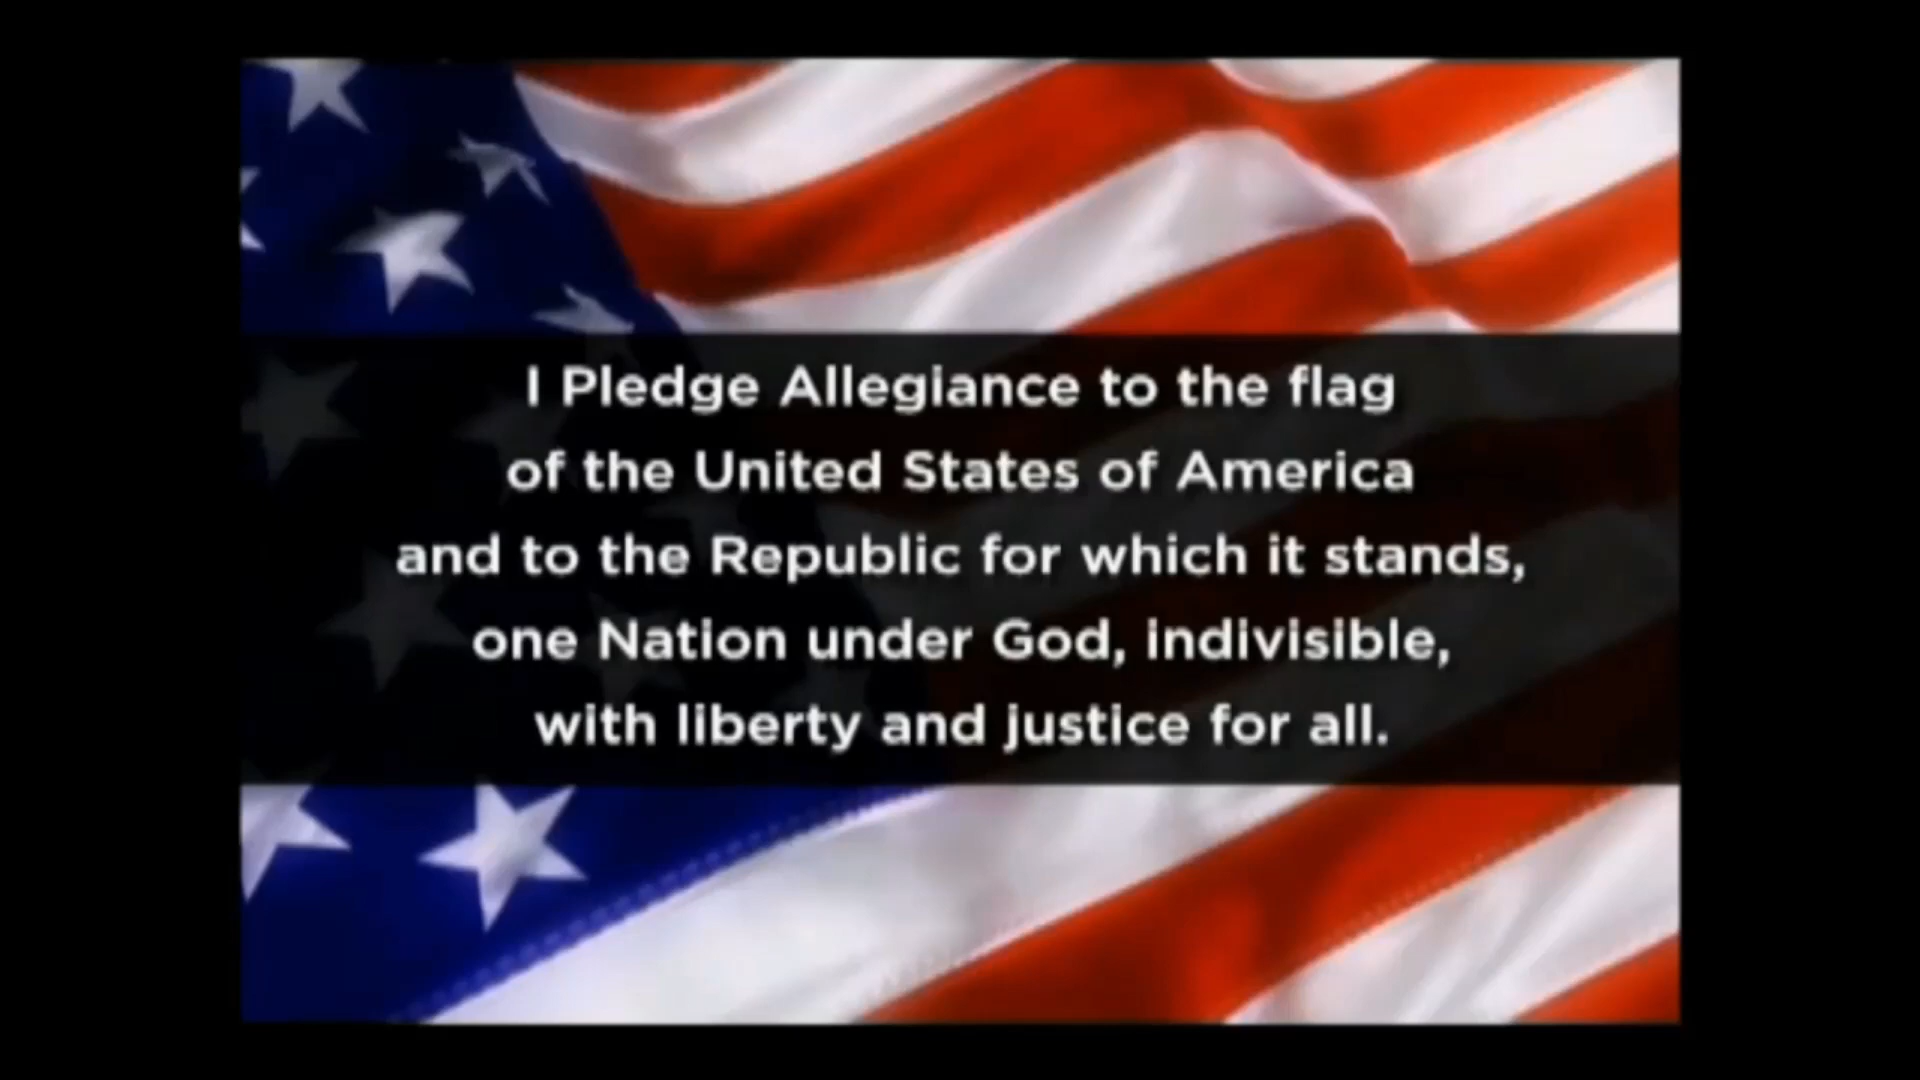 I Pledge Allegiance to the flag
of the United States of America
and to the Republic for which it stands,
one Nation under God, indivisible,
with liberty and justice for all.